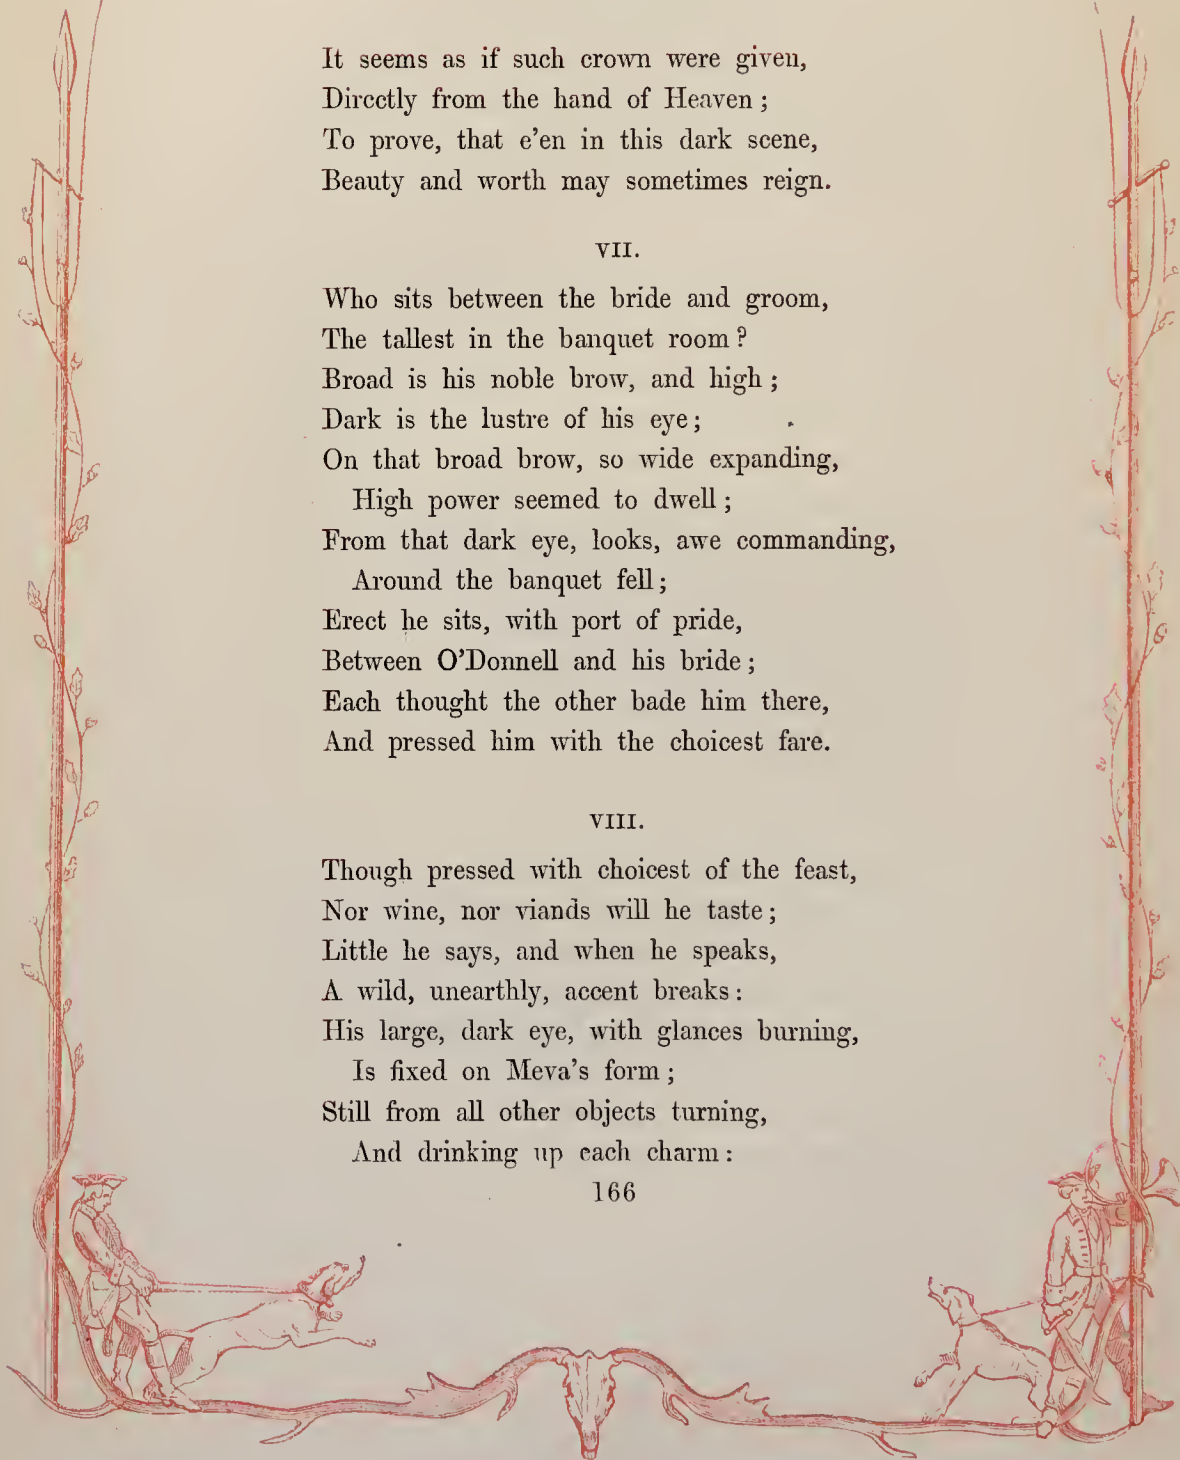 It seems as if such crown were given,
Directly from the hand of Heaven ;
To prove, that e'en in this dark scene,
Beauty and worth may sometimes reign.
VII.
Who sits between the bride and groom,
The tallest in the banquet room ?
Broad is his noble brow, and high ;
Dark is the lustre of his eye ;
On that broad brow, so wide expanding,
High power seemed to dwell ;
From that dark eye, looks, awe commanding,
Around the banquet fell ;
Erect he sits, with port of pride,
Between O'Donnell and his bride ;
Each thought the other bade him there,
And pressed him with the choicest fare.
VIII.
Though pressed with choicest of the feast,
Nor wine, nor viands will he taste ;
Little he says, and when he speaks,
A wild, unearthly, accent breaks :
His large, dark eye, with glances burning,
Is fixed on Meva's form ;
Still from all other objects turning,
And drinking up each charm :
166